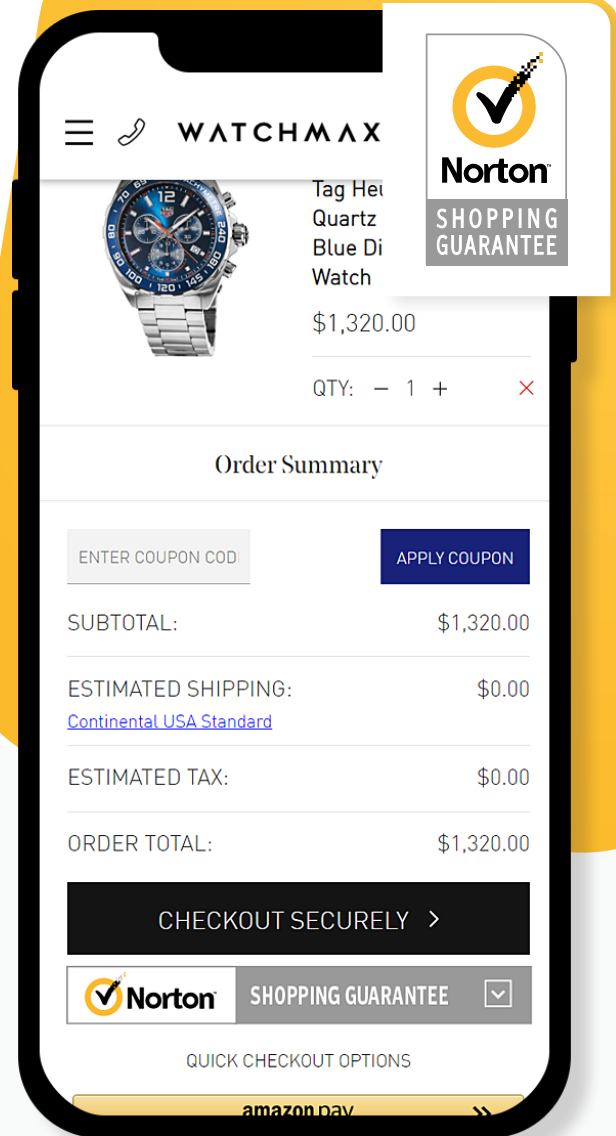 WATCHMAX
Norton
SHOPPING
GUARANTEE
Tag
Quartz
Blue
Watch
$1,320.00
QTY: − 1 +
Order Summary
ENTER COUPON
APPLY COUPON
SUBTOTAL: $1,320.00
ESTIMATED SHIPPING: $0.00
Continental USA Standard
ESTIMATED TAX: $0.00
ORDER TOTAL: $1,320.00
CHECKOUT SECURELY >
Norton SHOPPING GUARANTEE
QUICK CHECKOUT OPTIONS
amazon pay